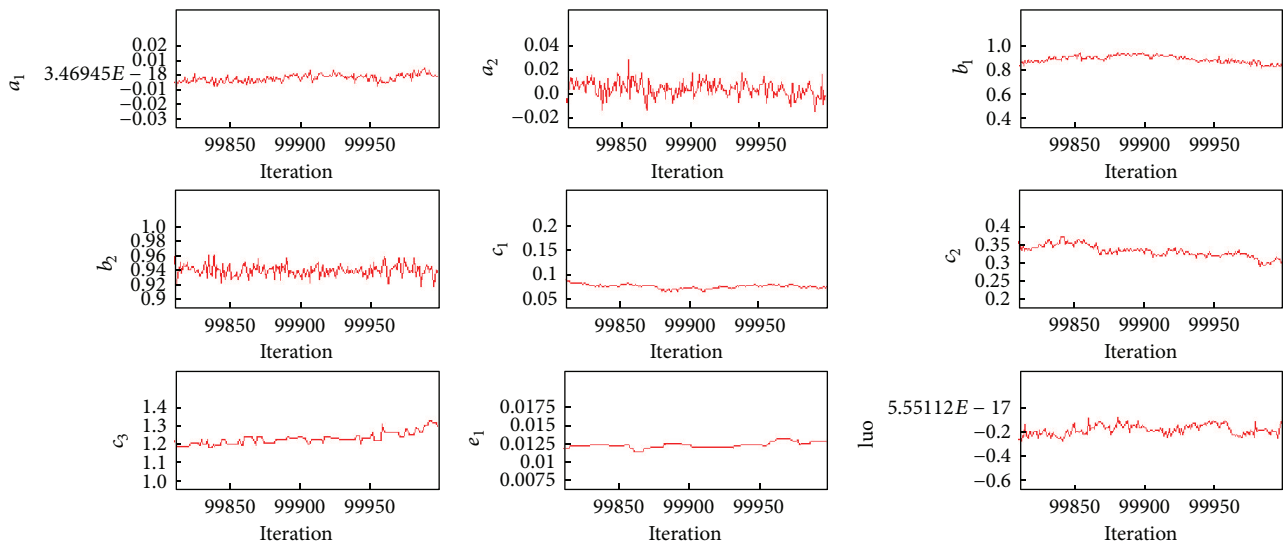 a1
0.02
0.01
3.46945E − 18
−0.01
−0.02
−0.03
99850 99900 99950
Iteration
a2
0.04
0.02
0.0
−0.02
99850 99900 99950
Iteration
b1
1.0
0.8
0.6
0.4
99850 99900 99950
Iteration
b2
1.0
0.98
0.96
0.94
0.92
0.9
99850 99900 99950
Iteration
c1
0.2
0.15
0.1
0.05
99850 99900 99950
Iteration
c2
0.4
0.35
0.3
0.25
0.2
99850 99900 99950
Iteration
c3
1.4
1.3
1.2
1.1
1.0
99850 99900 99950
Iteration
e1
0.0175
0.015
0.0125
0.01
0.0075
99850 99900 99950
Iteration
luo
5.55112E − 17
−0.2
−0.4
−0.6
99850 99900 99950
Iteration